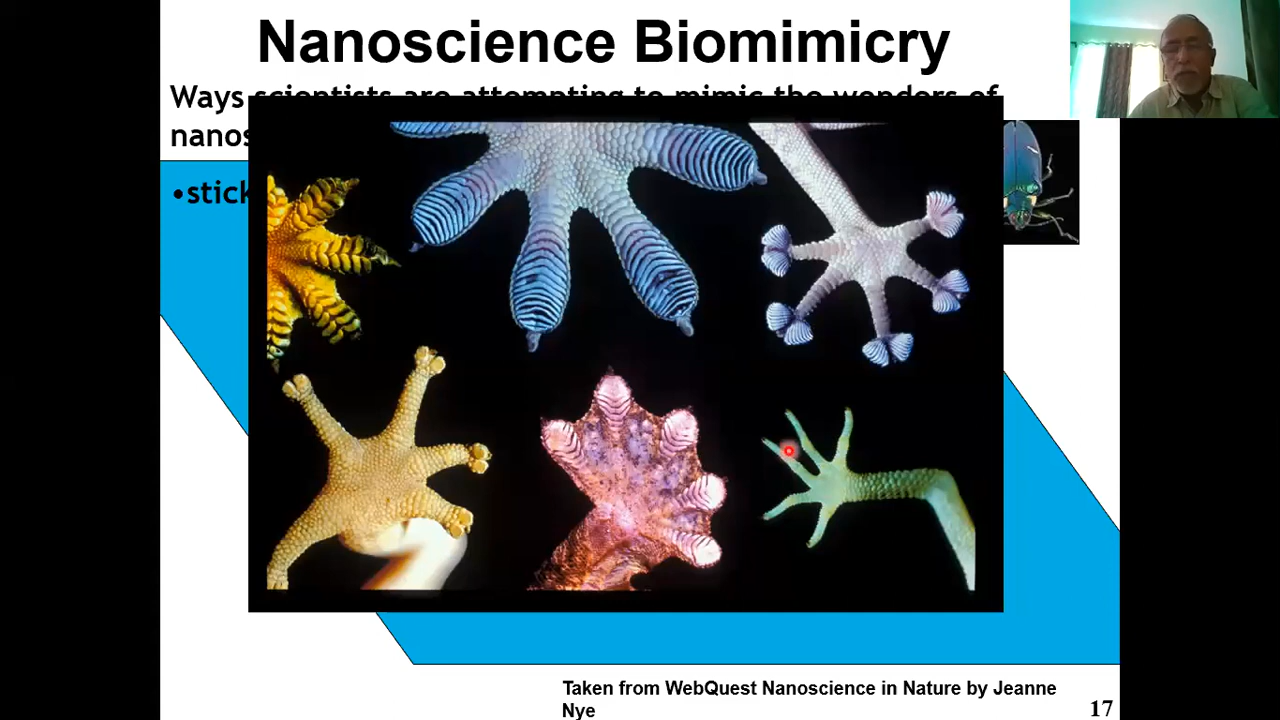 Nanoscience Biomimicry
Ways scientists are attempting to mimic the wonders of
nanos
•stick
Taken from WebQuest Nanoscience in Nature by Jeanne
Nye
17